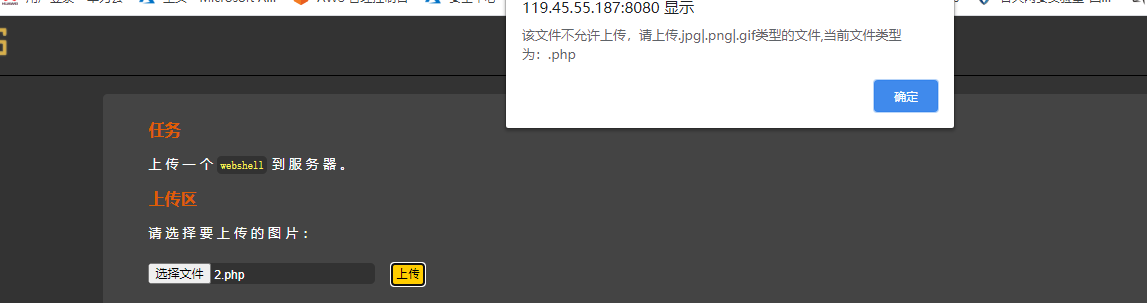 119.45.55.187:8080 显示
该文件不允许上传，请上传.jpg|.png|.gif类型的文件,当前文件类型
为：.php
确定
任务
上传一个 webshell 到服务器。
上传区
请选择要上传的图片：
选择文件 2.php 上传